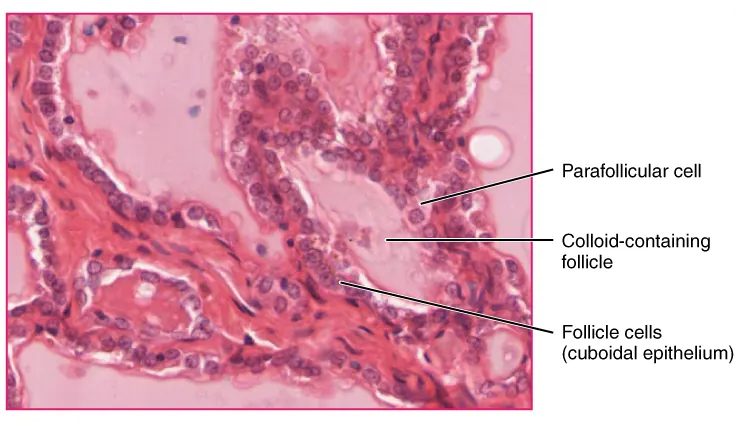 Parafollicular cell
Colloid-containing
follicle
Follicle cells
(cuboidal epithelium)